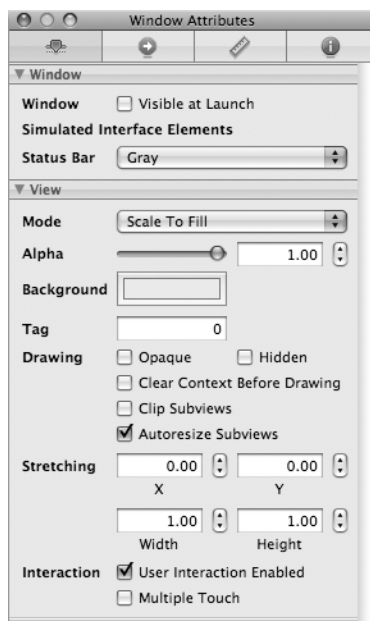 Window Attributes
Window
Window Visible at Launch
Simulated Interface Elements
Status Bar Gray
View
Mode Scale To Fill
Alpha 1.00
Background
Tag 0
Drawing Opaque Hidden
Clear Context Before Drawing
Clip Subviews
Autoresize Subviews
Stretching 0.00 0.00
X Y
1.00 1.00
Width Height
Interaction User Interaction Enabled
Multiple Touch